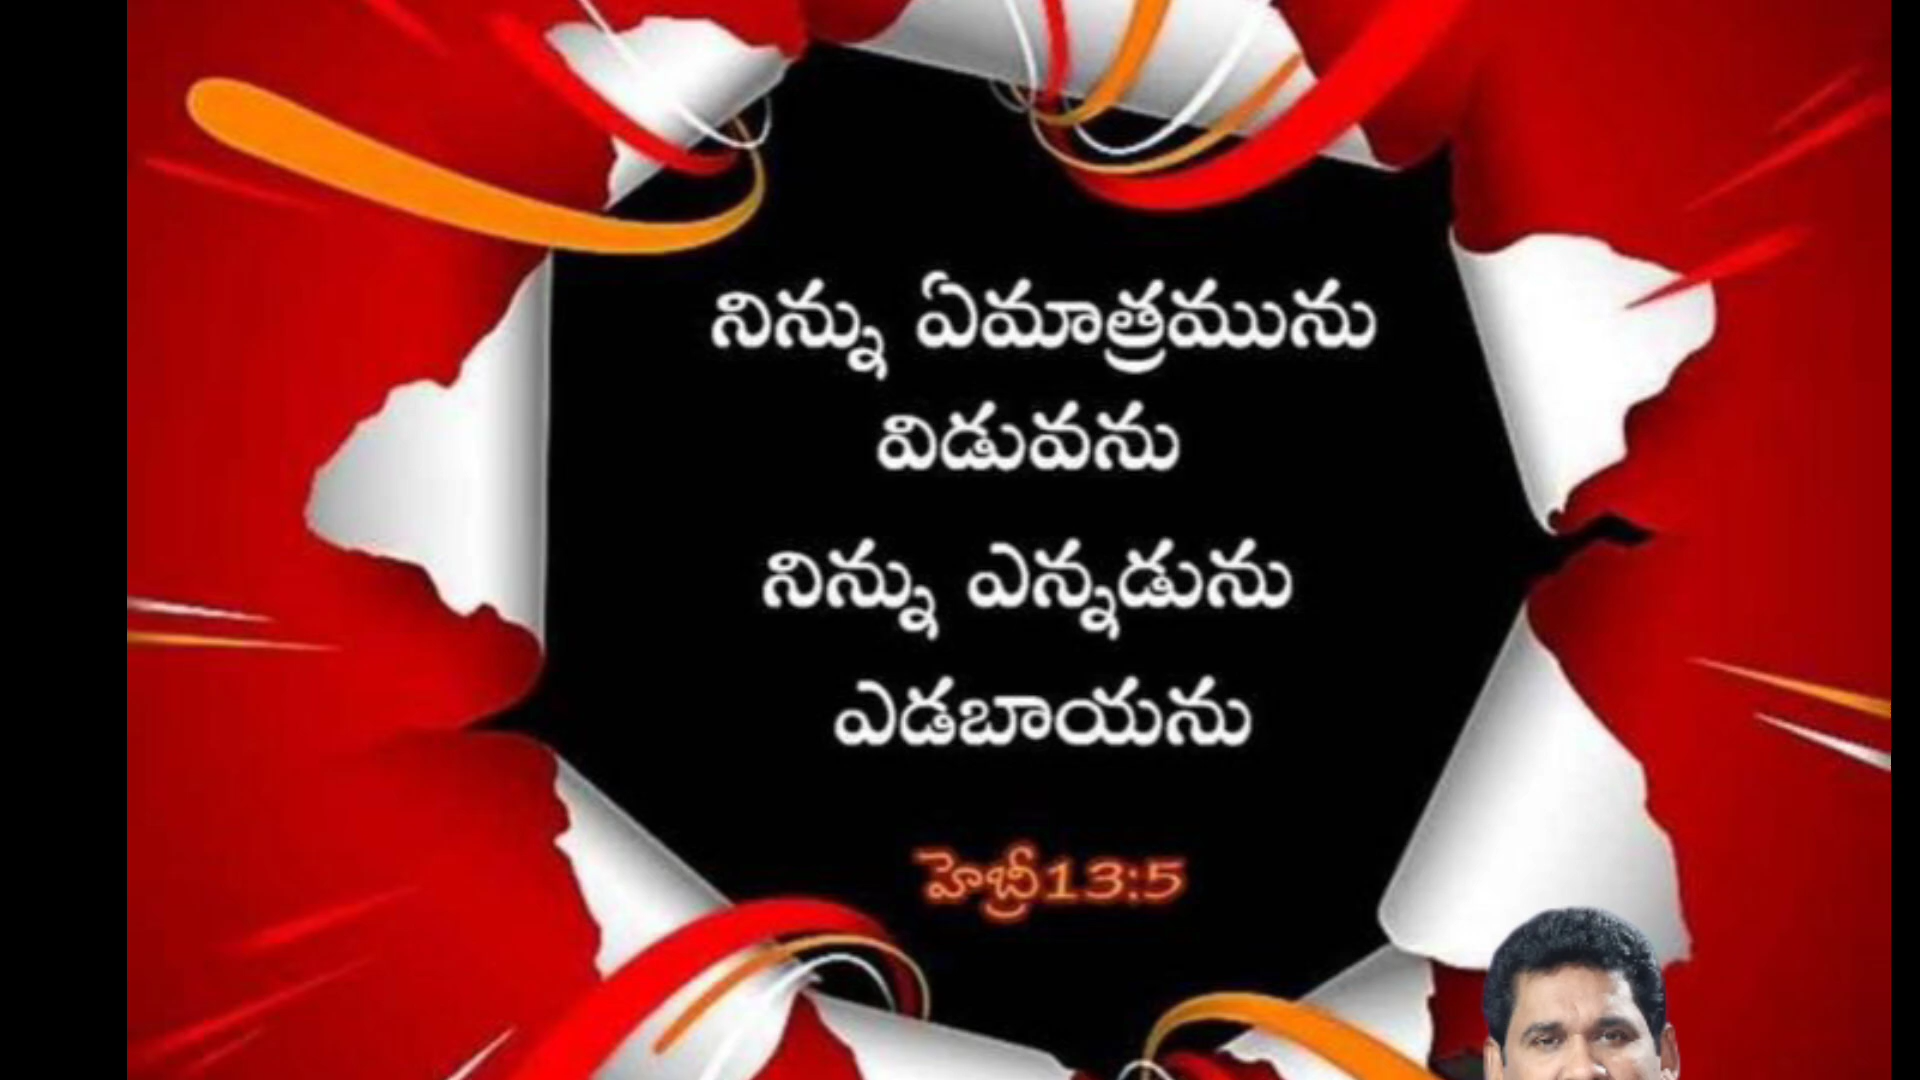 నిన్ను ఏమాత్రమును
విడువను
నిన్ను ఎన్నడును
ఎడబాయను
హెబ్రీ13:5